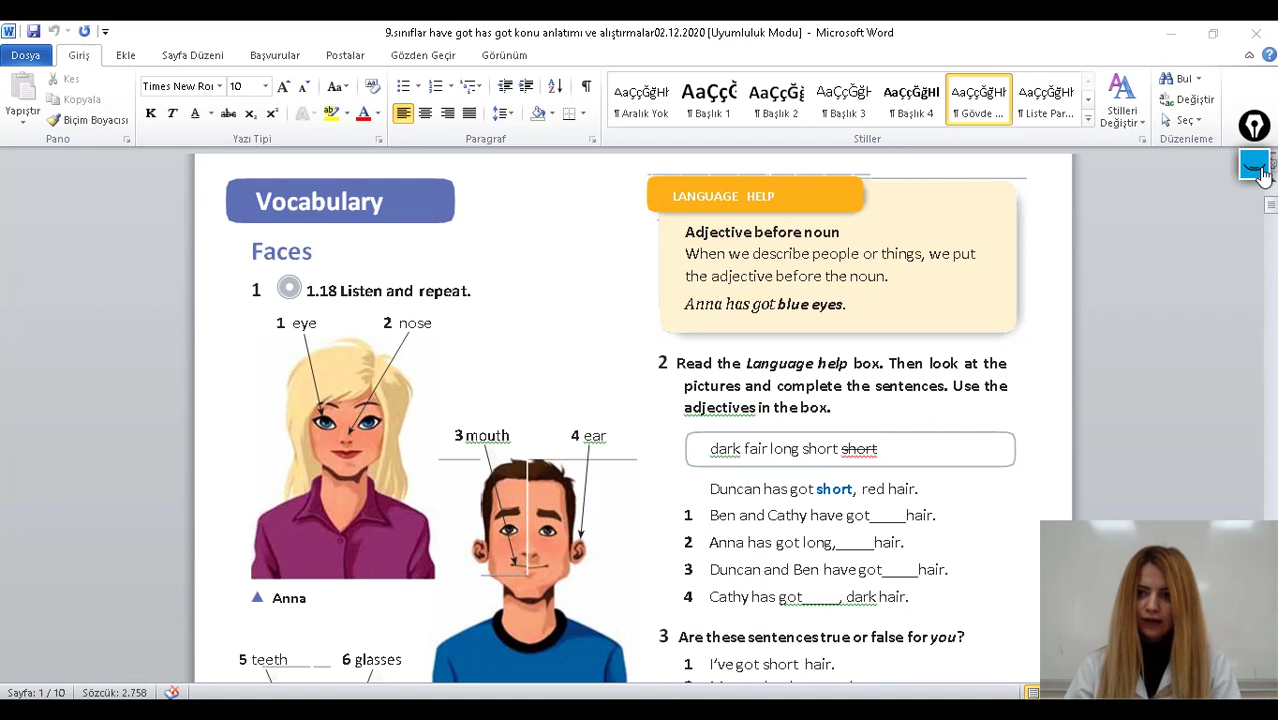 9.sınıflar have got has got konu anlatımı ve alıştırmalar02.12.2020 [Uyumluluk Modu] - Microsoft Word
Dosya Giriş Ekle Sayfa Düzeni Başvurular Postalar Gözden Geçir Görünüm
Yapıştır
Kes
Kopyala
Biçim Boyacısı
Pano
Times New Roı 10
Yazı Tipi
Paragraf
AaÇçĞğHł AaÇçĞ AaÇçĞğ AaÇçĞğH AaÇçĞğHI AaÇçĞğHł AaÇçĞğHł
¶ Aralık Yok ¶ Başlık 1 ¶ Başlık 2 ¶ Başlık 3 ¶ Başlık 4 ¶ Gövde ... ¶ Liste Par...
Stilleri
Değiştir
Stiller
Bul
Değiştir
Seç
Düzenleme
Vocabulary
Faces
1 1.18 Listen and repeat.
1 eye 2 nose
3 mouth 4 ear
Anna
5 teeth 6 glasses
LANGUAGE HELP
Adjective before noun
When we describe people or things, we put
the adjective before the noun.
Anna has got blue eyes.
2 Read the Language help box. Then look at the
pictures and complete the sentences. Use the
adjectives in the box.
dark fair long short short
Duncan has got short, red hair.
1 Ben and Cathy have got_____hair.
2 Anna has got long,_____hair.
3 Duncan and Ben have got_____hair.
4 Cathy has got_____, dark hair.
3 Are these sentences true or false for you?
1 I've got short hair.
Sayfa: 1 / 10 Sözcük: 2.758